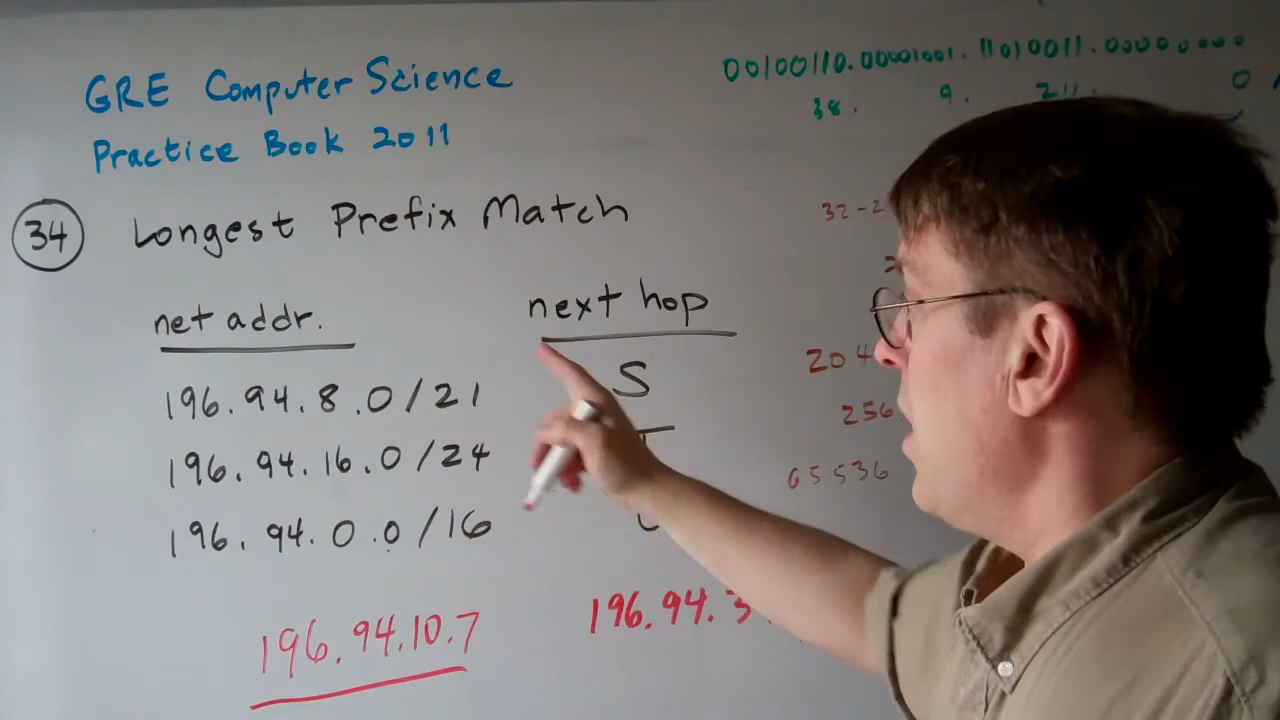 GRE Computer Science
Practice Book 2011
00100110.00001001.11010011.00000000
38. 9. 211. 0
34 Longest Prefix Match
net addr. next hop
196.94.8.0/21 S
196.94.16.0/24
196.94.0.0/16
196.94.10.7
196.94.3
32-2
204
256
65536